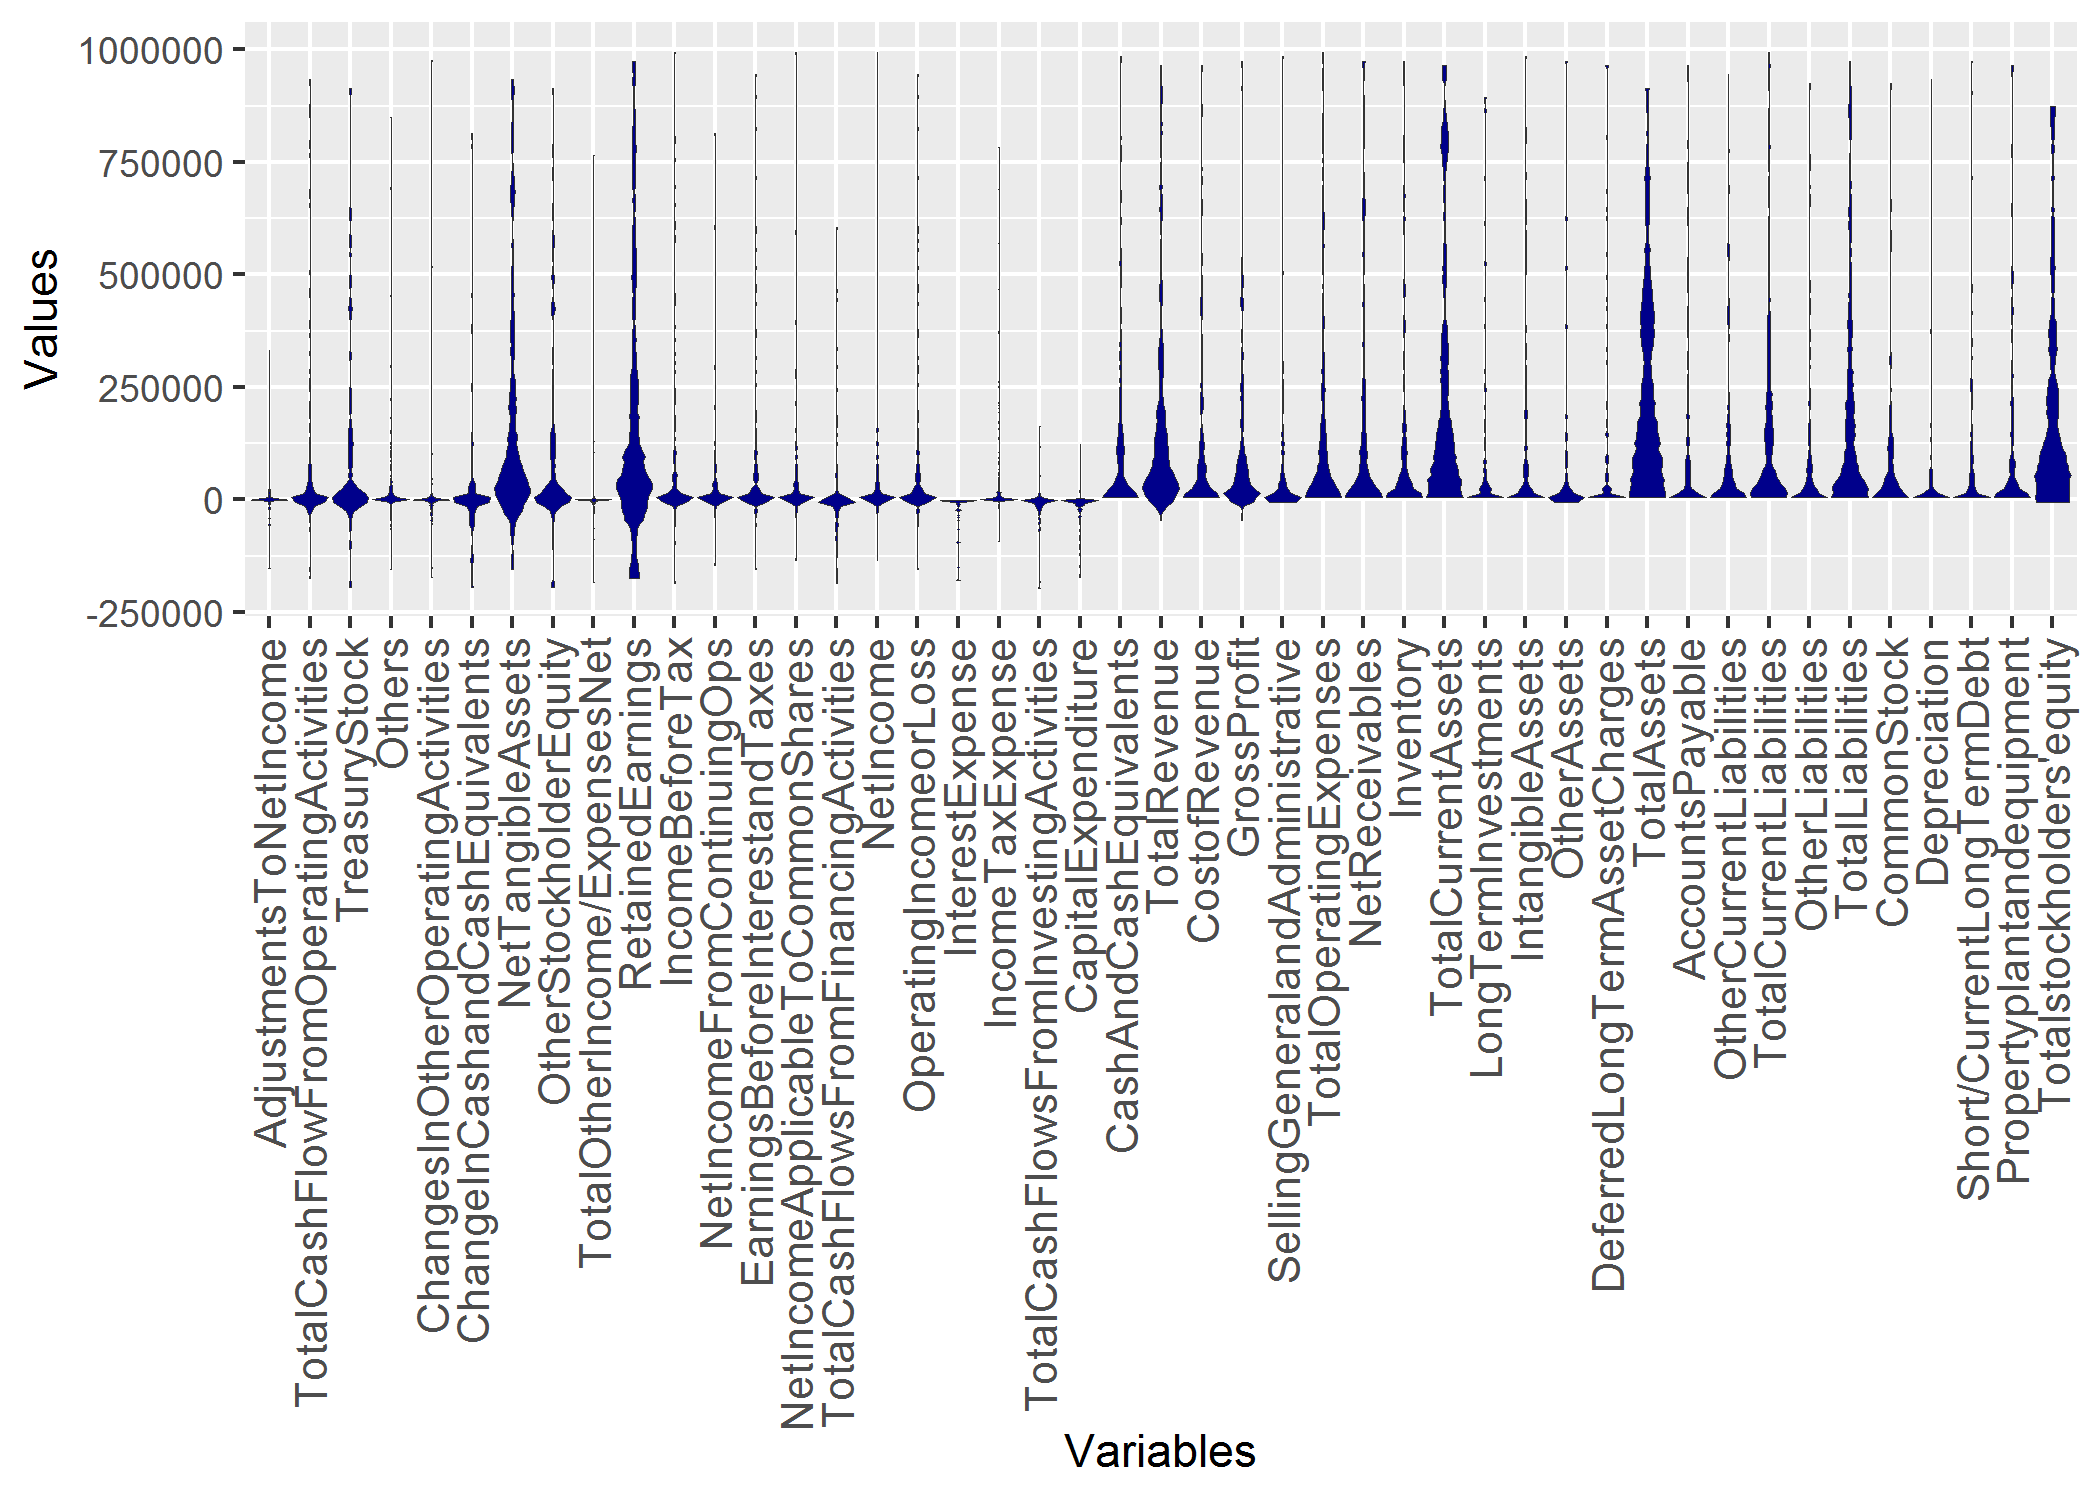 1000000
750000
500000
250000
0
-250000
Values
AdjustmentsToNetIncome
TotalCashFlowFromOperatingActivities
TreasuryStock
Others
ChangesInOtherOperatingActivities
ChangeInCashandCashEquivalents
NetTangibleAssets
OtherStockholderEquity
TotalOtherIncome/ExpensesNet
RetainedEarnings
IncomeBeforeTax
NetIncomeFromContinuingOps
EarningsBeforeInterestandTaxes
NetIncomeApplicableToCommonShares
TotalCashFlowsFromFinancingActivities
NetIncome
OperatingIncomeorLoss
InterestExpense
IncomeTaxExpense
TotalCashFlowsFromInvestingActivities
CapitalExpenditure
CashAndCashEquivalents
TotalRevenue
CostofRevenue
GrossProfit
SellingGeneralandAdministrative
TotalOperatingExpenses
NetReceivables
Inventory
TotalCurrentAssets
LongTermInvestments
IntangibleAssets
OtherAssets
DeferredLongTermAssetCharges
TotalAssets
AccountsPayable
OtherCurrentLiabilities
TotalCurrentLiabilities
OtherLiabilities
TotalLiabilities
CommonStock
Depreciation
Short/CurrentLongTermDebt
Propertyplantandequipment
Totalstockholders'equity
Variables